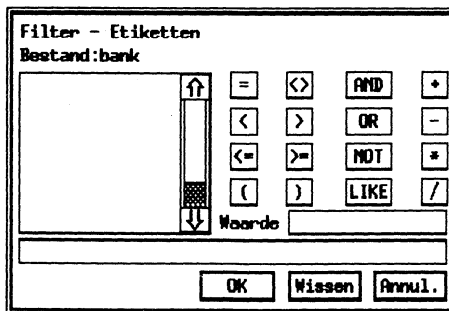 Filter - Etiketten
Bestand:bank
= <> AND +
< > OR -
<= >= NOT *
( ) LIKE /
Waarde
OK Wissen Annul.